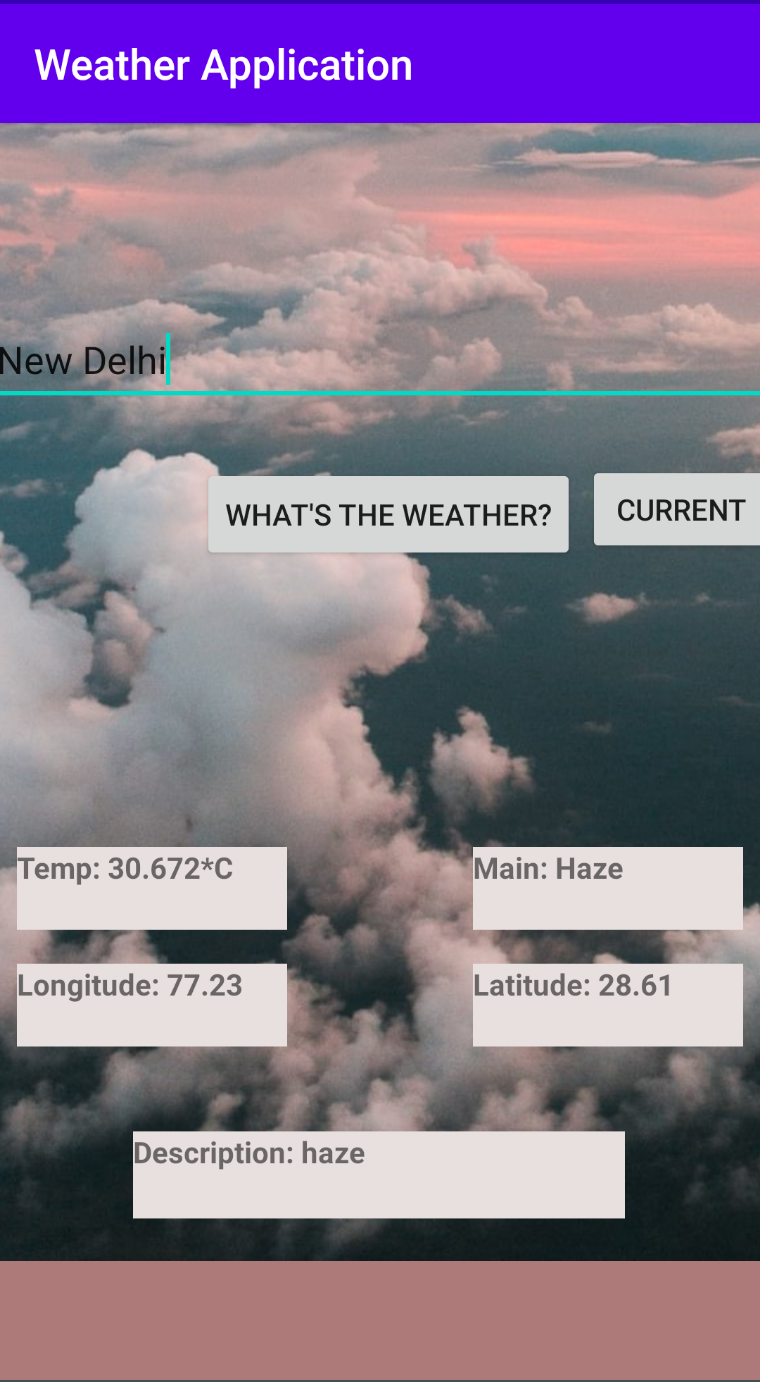 Weather Application
New Delhi
WHAT'S THE WEATHER?
CURRENT
Temp: 30.672*C
Main: Haze
Longitude: 77.23
Latitude: 28.61
Description: haze